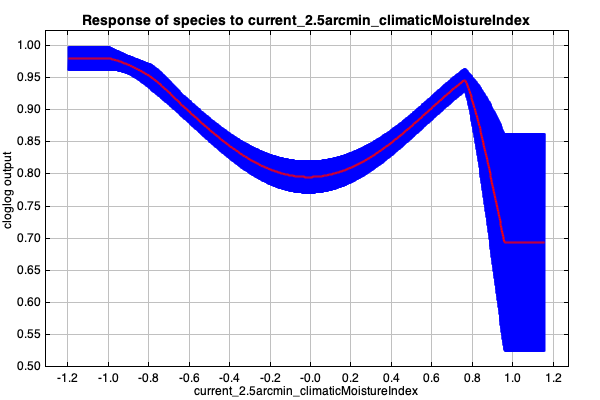 Response of species to current_2.5arcmin_climaticMoistureIndex
1.00
0.95
0.90
0.85
0.80
0.75
0.70
0.65
0.60
0.55
0.50
cloglog output
-1.2 -1.0 -0.8 -0.6 -0.4 -0.2 -0.0 0.2 0.4 0.6 0.8 1.0 1.2
current_2.5arcmin_climaticMoistureIndex